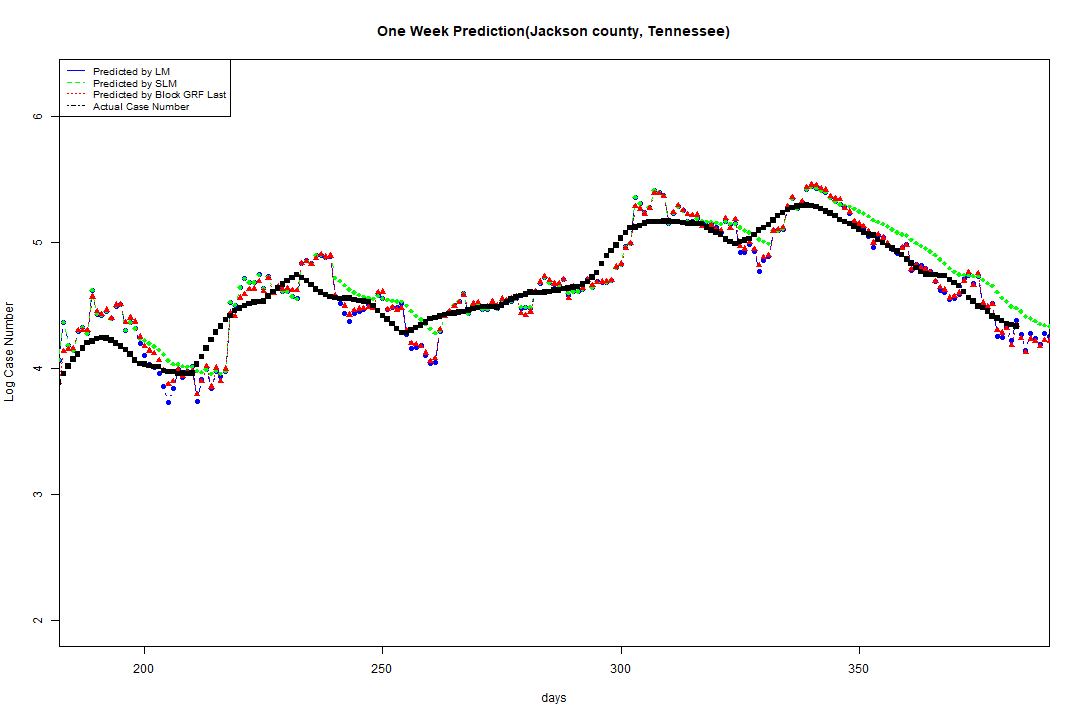 One Week Prediction(Jackson county, Tennessee)
Predicted by LM
Predicted by SLM
Predicted by Block GRF Last
Actual Case Number
Log Case Number
6
5
4
3
2
200 250 300 350
days